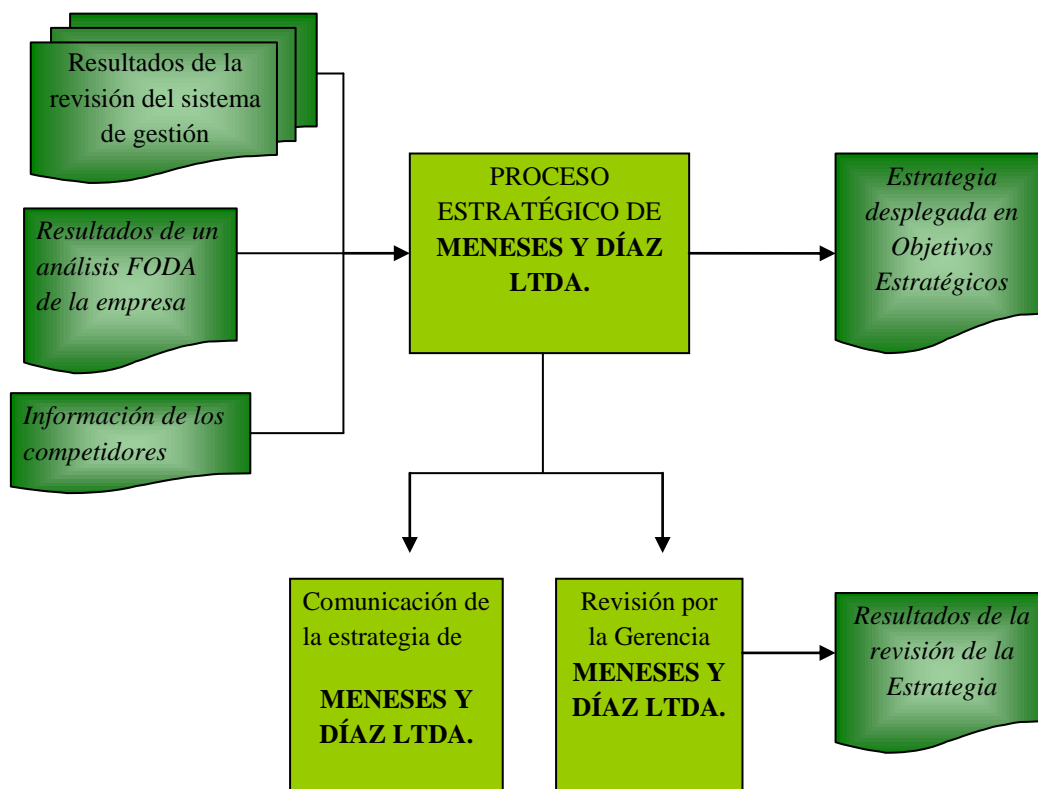 Resultados de la
revisión del sistema
de gestión
PROCESO
ESTRATÉGICO DE
MENESES Y DÍAZ
LTDA.
Estrategia
desplegada en
Objetivos
Estratégicos
Resultados de un
análisis FODA
de la empresa
Información de los
competidores
Comunicación de
la estrategia de
MENESES Y
DÍAZ LTDA.
Revisión por
la Gerencia
MENESES Y
DÍAZ LTDA.
Resultados de la
revisión de la
Estrategia